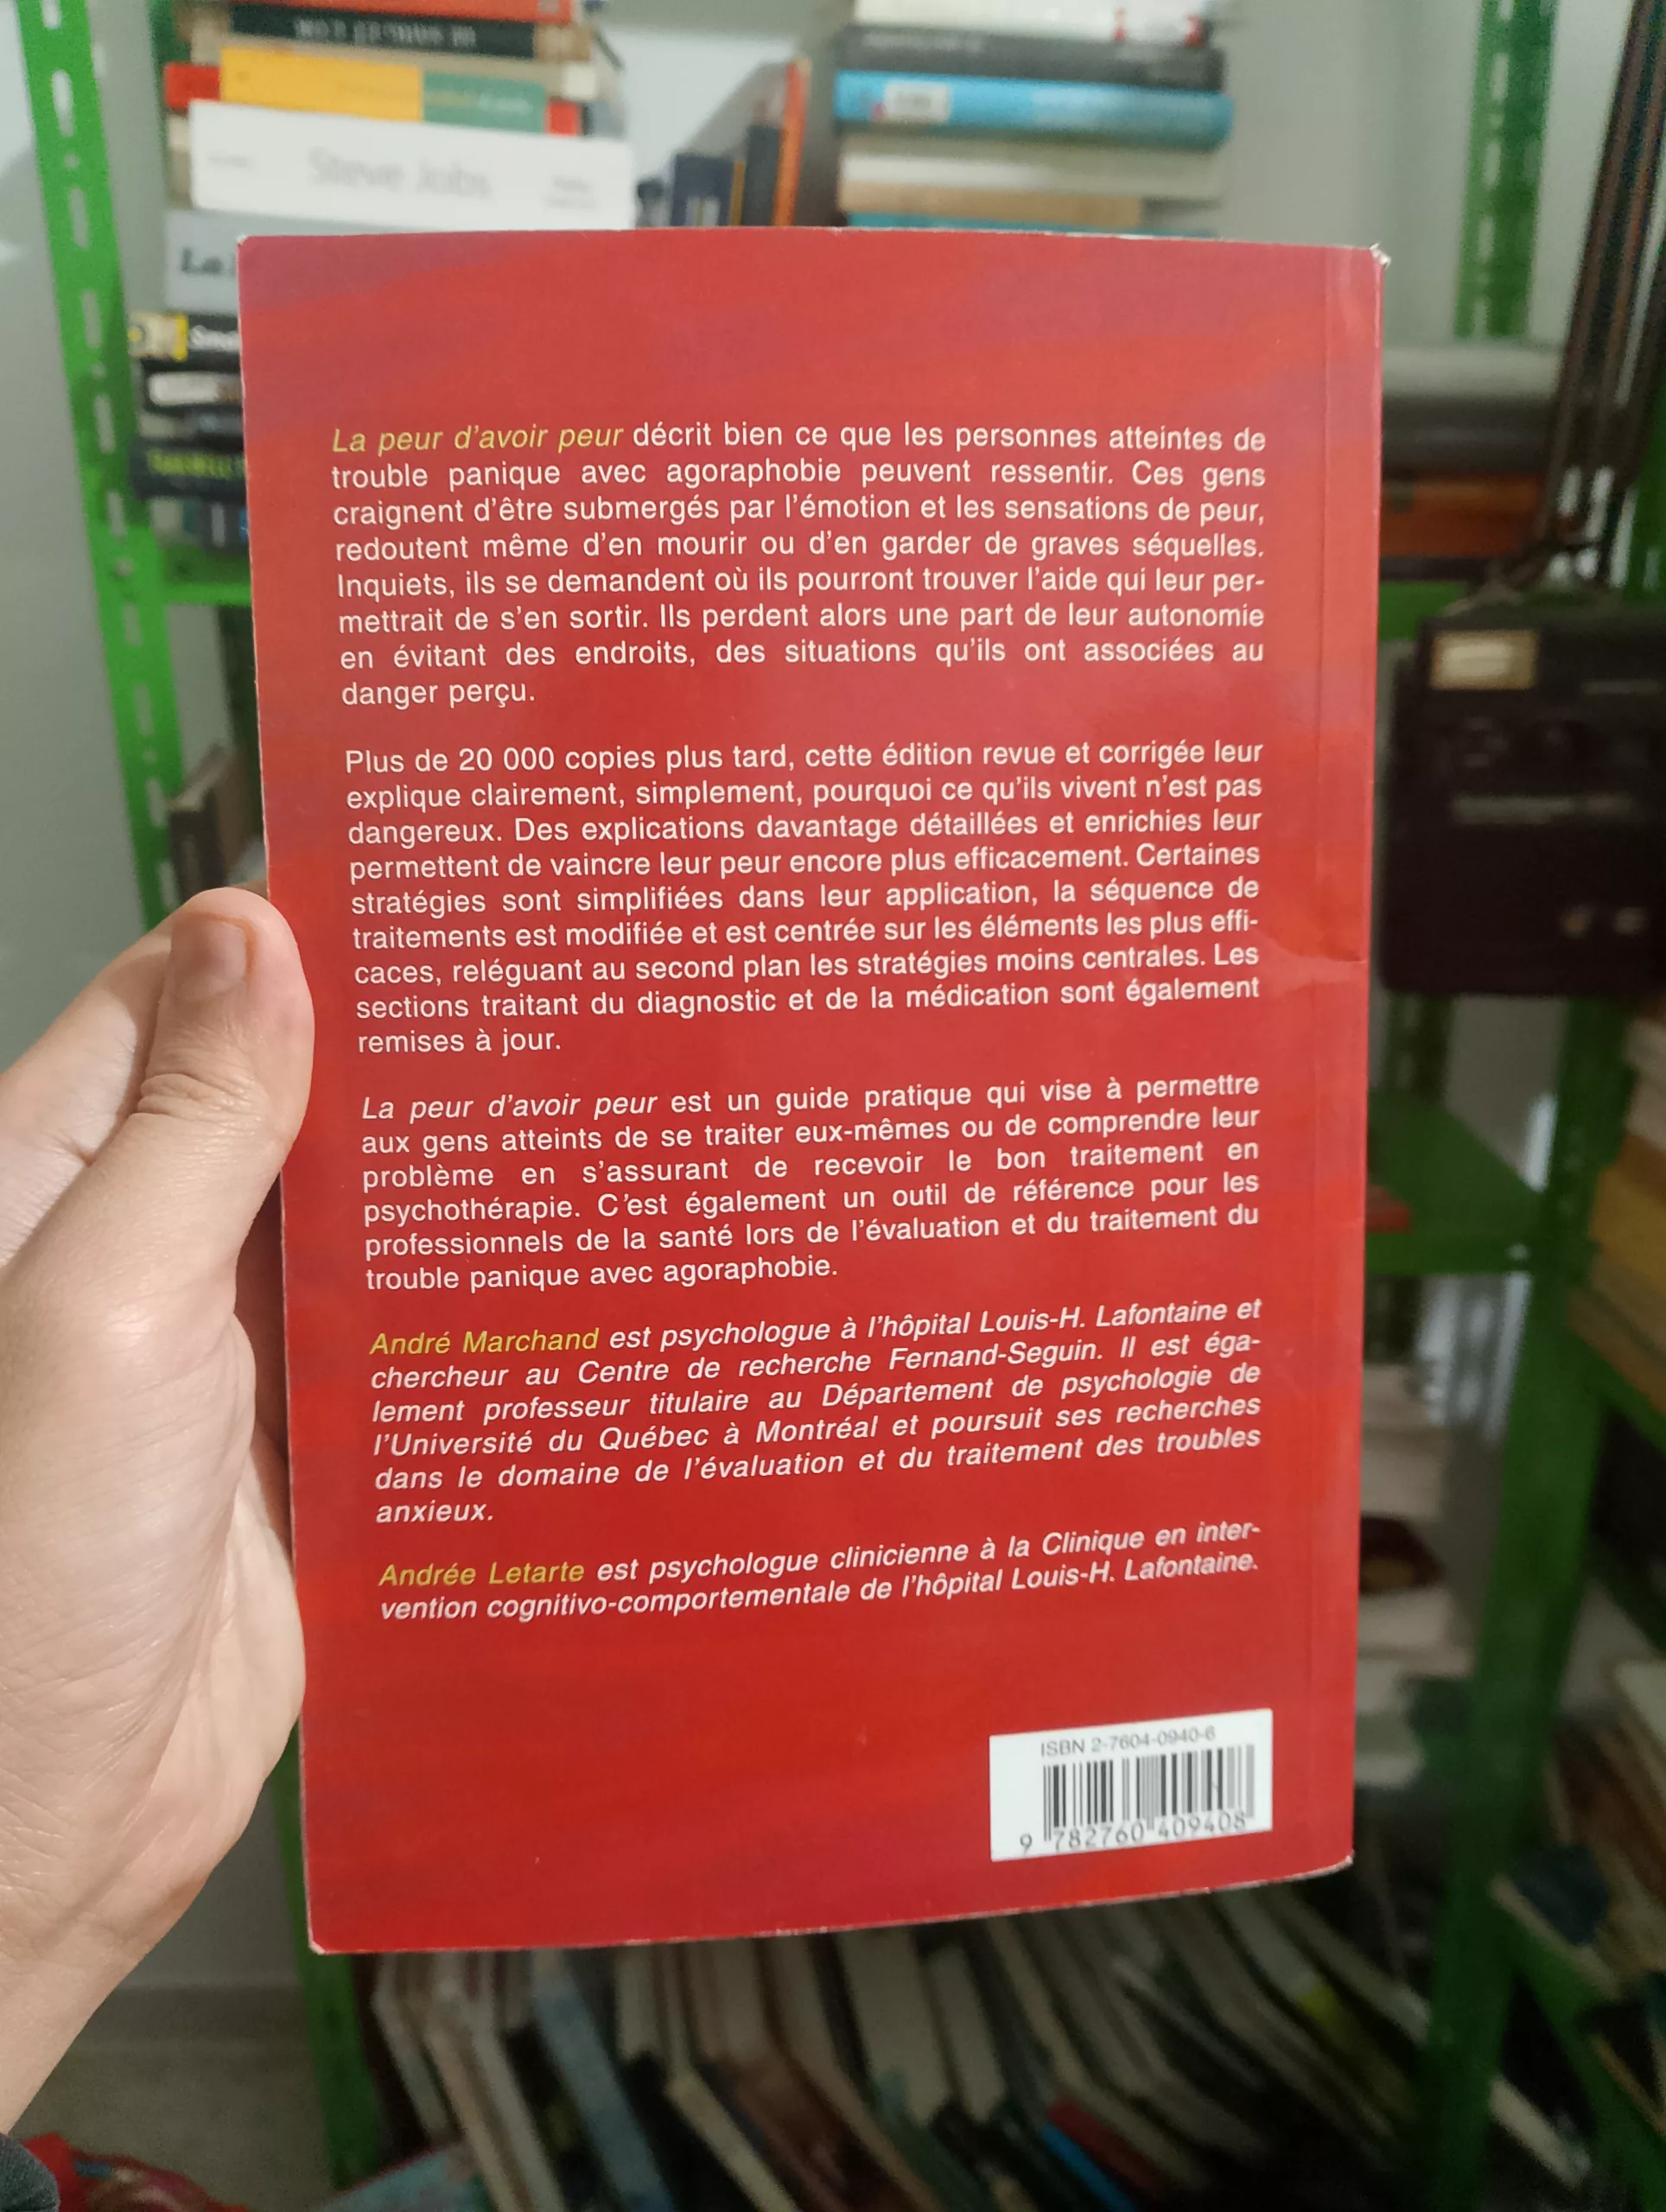 Steve Jobs
La peur d'avoir peur décrit bien ce que les personnes atteintes de
trouble panique avec agoraphobie peuvent ressentir. Ces gens
craignent d'être submergés par l'émotion et les sensations de peur,
redoutent même d'en mourir ou d'en garder de graves séquelles.
Inquiets, ils se demandent où ils pourront trouver l'aide qui leur per-
mettrait de s'en sortir. Ils perdent alors une part de leur autonomie
en évitant des endroits, des situations qu'ils ont associées au
danger perçu.
Plus de 20 000 copies plus tard, cette édition revue et corrigée leur
explique clairement, simplement, pourquoi ce qu'ils vivent n'est pas
dangereux. Des explications davantage détaillées et enrichies leur
permettent de vaincre leur peur encore plus efficacement. Certaines
stratégies sont simplifiées dans leur application, la séquence de
traitements est modifiée et est centrée sur les éléments les plus effi-
caces, reléguant au second plan les stratégies moins centrales. Les
sections traitant du diagnostic et de la médication sont également
remises à jour.
La peur d'avoir peur est un guide pratique qui vise à permettre
aux gens atteints de se traiter eux-mêmes ou de comprendre leur
problème en s'assurant de recevoir le bon traitement en
psychothérapie. C'est également un outil de référence pour les
professionnels de la santé lors de l'évaluation et du traitement du
trouble panique avec agoraphobie.
André Marchand est psychologue à l'hôpital Louis-H. Lafontaine et
chercheur au Centre de recherche Fernand-Seguin. Il est éga-
lement professeur titulaire au Département de psychologie de
l'Université du Québec à Montréal et poursuit ses recherches
dans le domaine de l'évaluation et du traitement des troubles
anxieux.
Andrée Letarte est psychologue clinicienne à la Clinique en inter-
vention cognitivo-comportementale de l'hôpital Louis-H. Lafontaine.
ISBN 2-7604-0940-6
9 782760 409408